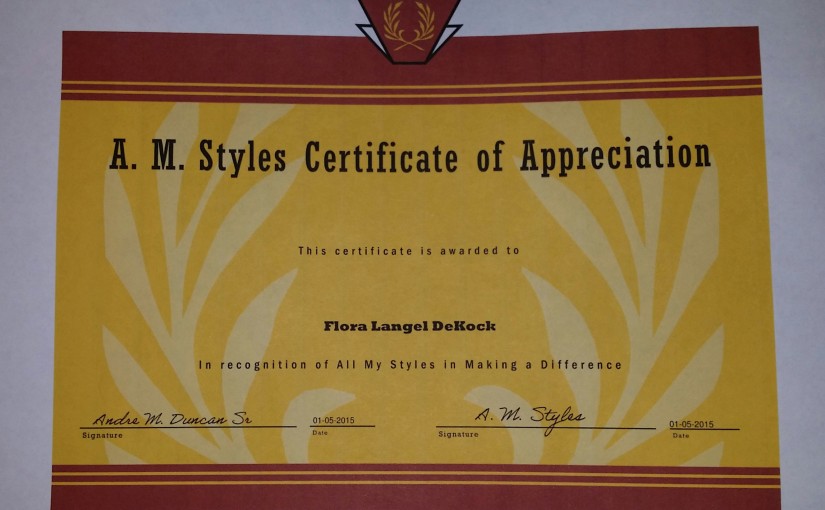 A. M. Styles Certificate of Appreciation
This certificate is awarded to
Flora Langel DeKock
In recognition of All My Styles in Making a Difference
Andre M. Duncan Sr 01-05-2015 A. M. Styles 01-05-2015
Signature Date Signature Date